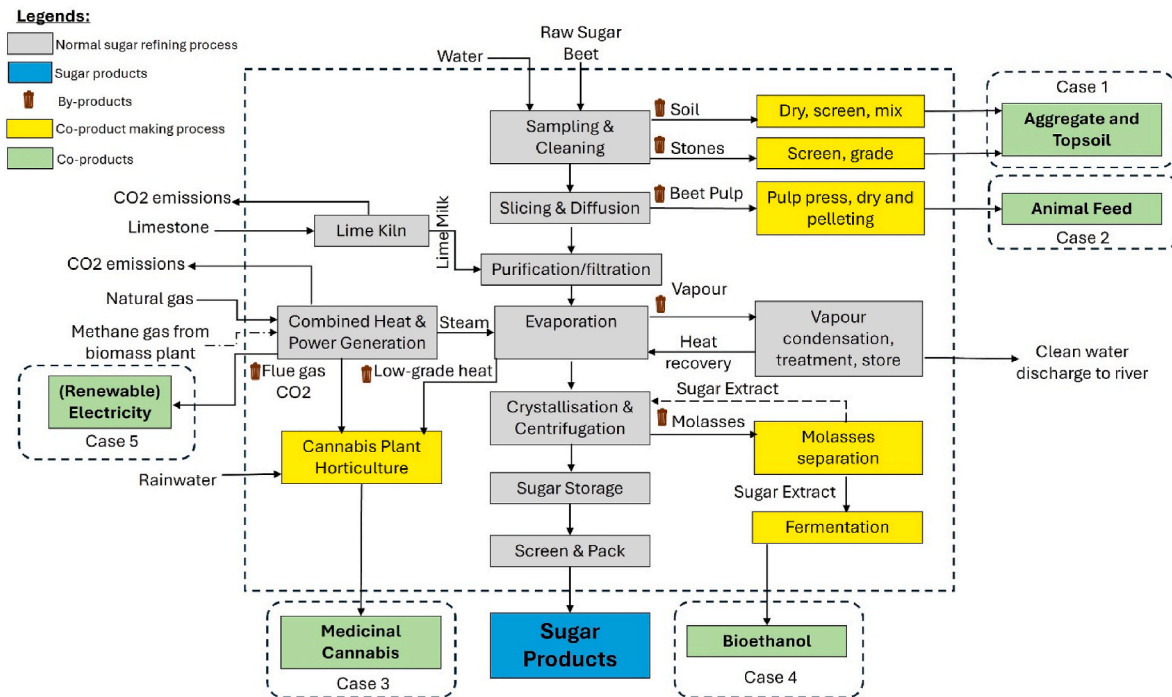 Legends:
Normal sugar refining process
Sugar products
By-products
Co-product making process
Co-products
Water
Raw Sugar
Beet
Sampling &
Cleaning
Soil
Stones
Dry, screen, mix
Screen, grade
Case 1
Aggregate and
Topsoil
Slicing & Diffusion
Beet Pulp
Pulp press, dry and
pelleting
Animal Feed
Case 2
CO2 emissions
Limestone
Lime Kiln
Lime Milk
Purification/filtration
CO2 emissions
Natural gas
Methane gas from
biomass plant
Combined Heat &
Power Generation
Steam
Evaporation
Vapour
Heat
recovery
Vapour
condensation,
treatment, store
Clean water
discharge to river
Flue gas
CO2
Low-grade heat
(Renewable)
Electricity
Case 5
Sugar Extract
Crystallisation &
Centrifugation
Molasses
Molasses
separation
Cannabis Plant
Horticulture
Rainwater
Sugar Storage
Sugar Extract
Fermentation
Screen & Pack
Medicinal
Cannabis
Case 3
Sugar
Products
Bioethanol
Case 4